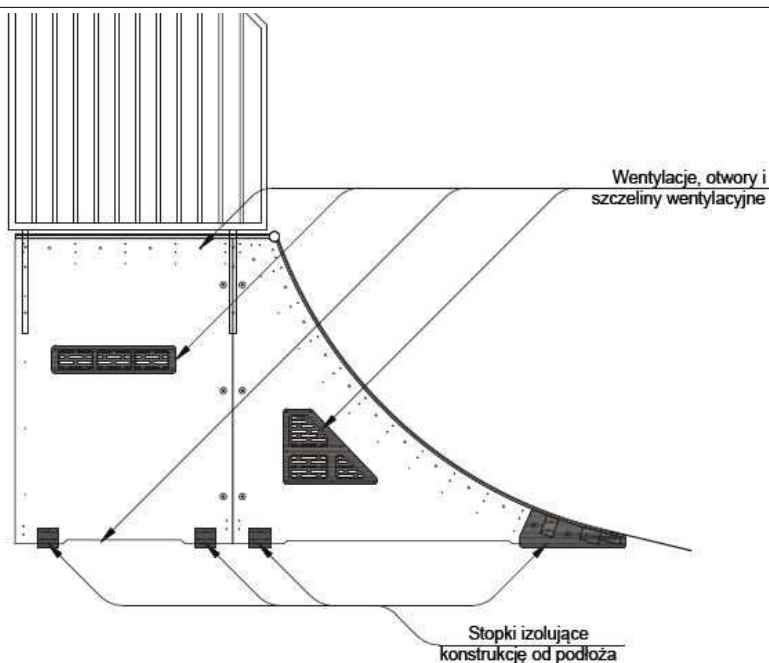 Wentylacje, otwory i
szczeliny wentylacyjne
Stopki izolujące
konstrukcję od podłoża